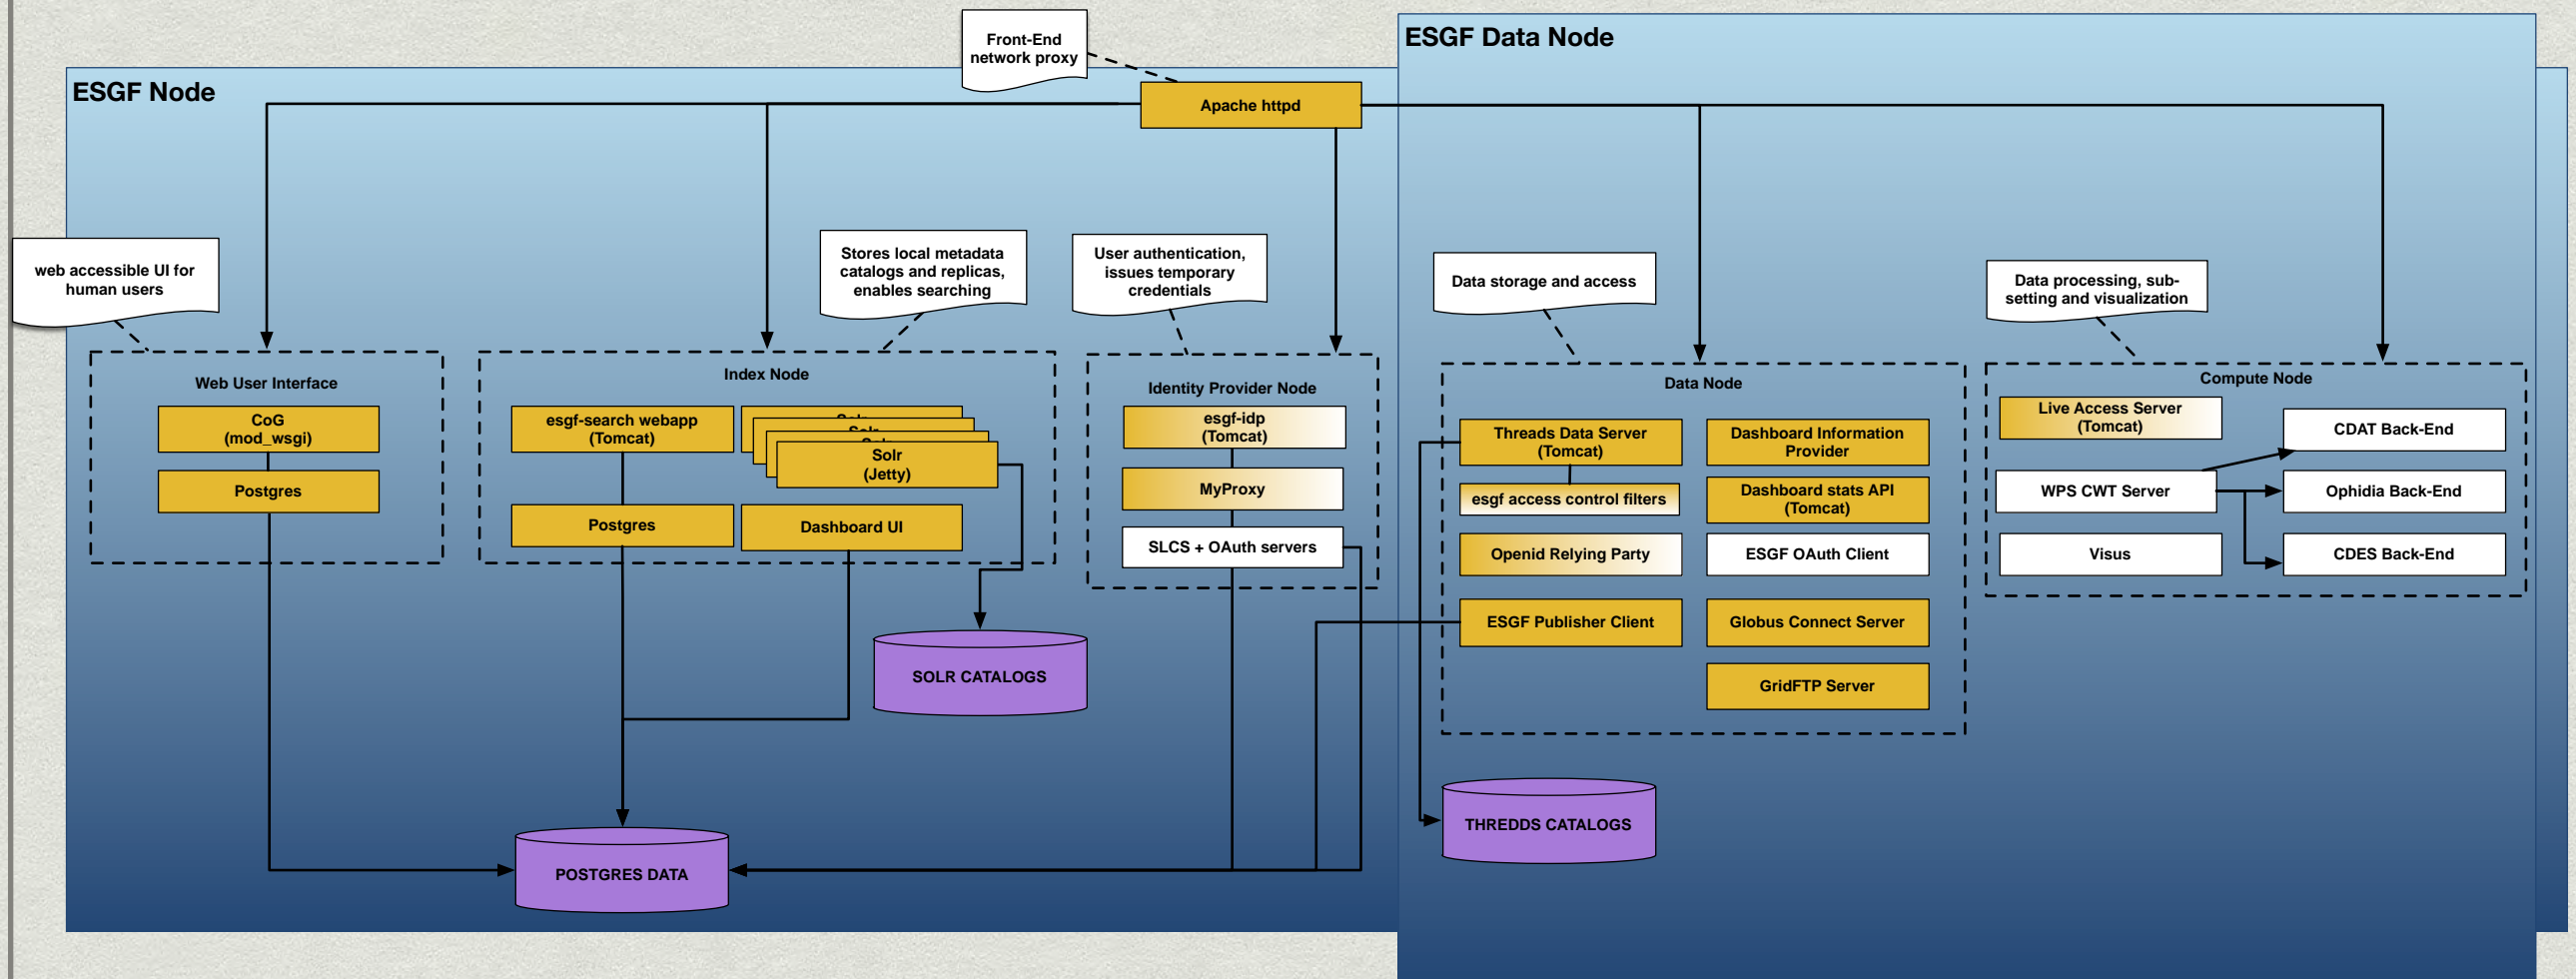 Front-End
network proxy
ESGF Data Node
ESGF Node
Apache httpd
web accessible UI for
human users
Stores local metadata
catalogs and replicas,
enables searching
User authentication,
issues temporary
credentials
Data storage and access
Data processing, sub-
setting and visualization
Web User Interface
CoG
(mod_wsgi)
Postgres
Index Node
esgf-search webapp
(Tomcat)
Solr
Solr
Solr
Solr
(Jetty)
Postgres
Dashboard UI
Identity Provider Node
esgf-idp
(Tomcat)
MyProxy
SLCS + OAuth servers
Data Node
Threads Data Server
(Tomcat)
esgf access control filters
Openid Relying Party
ESGF Publisher Client
Dashboard Information
Provider
Dashboard stats API
(Tomcat)
ESGF OAuth Client
Globus Connect Server
GridFTP Server
Compute Node
Live Access Server
(Tomcat)
WPS CWT Server
Visus
CDAT Back-End
Ophidia Back-End
CDES Back-End
SOLR CATALOGS
THREDDS CATALOGS
POSTGRES DATA